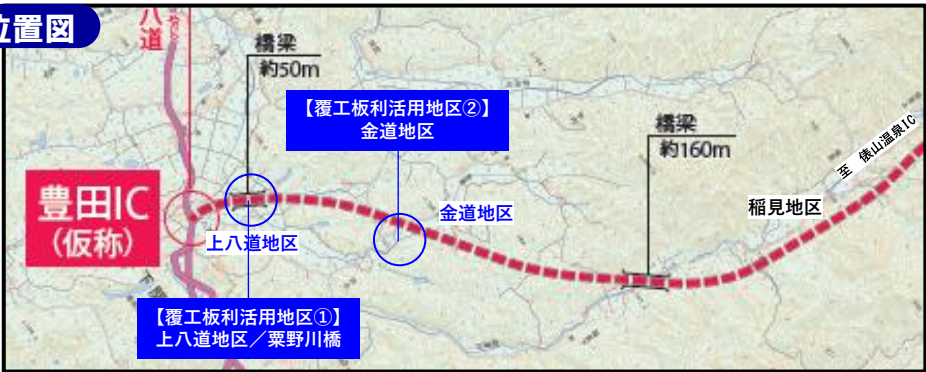 位置図
八道
橋梁
約50m
【覆工板利活用地区②】
金道地区
橋梁
約160m
至 俵山温泉IC
豊田IC
(仮称)
上八道地区
金道地区
稲見地区
【覆工板利活用地区①】
上八道地区／粟野川橋